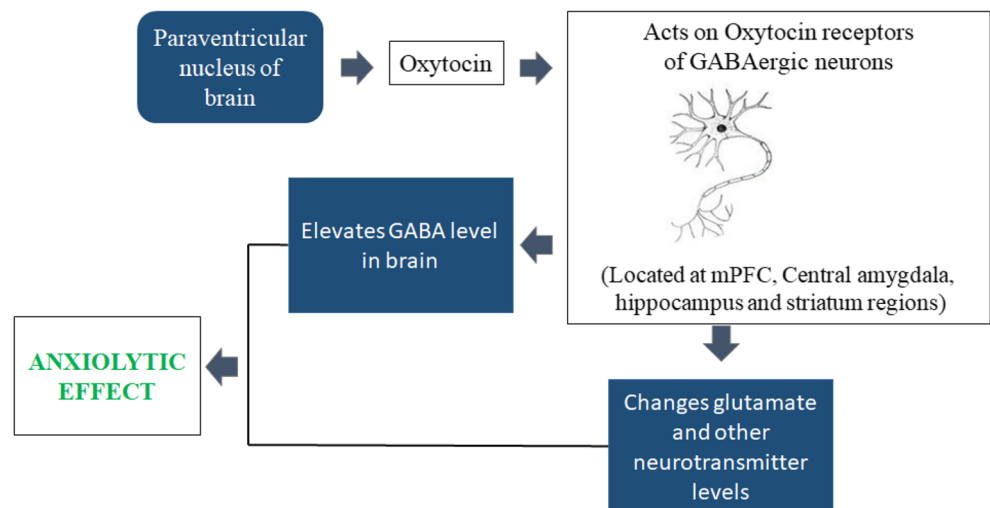 Paraventricular
nucleus of
brain
Oxytocin
Acts on Oxytocin receptors
of GABAergic neurons
(Located at mPFC, Central amygdala,
hippocampus and striatum regions)
Elevates GABA level
in brain
Changes glutamate
and other
neurotransmitter
levels
ANXIOLYTIC
EFFECT